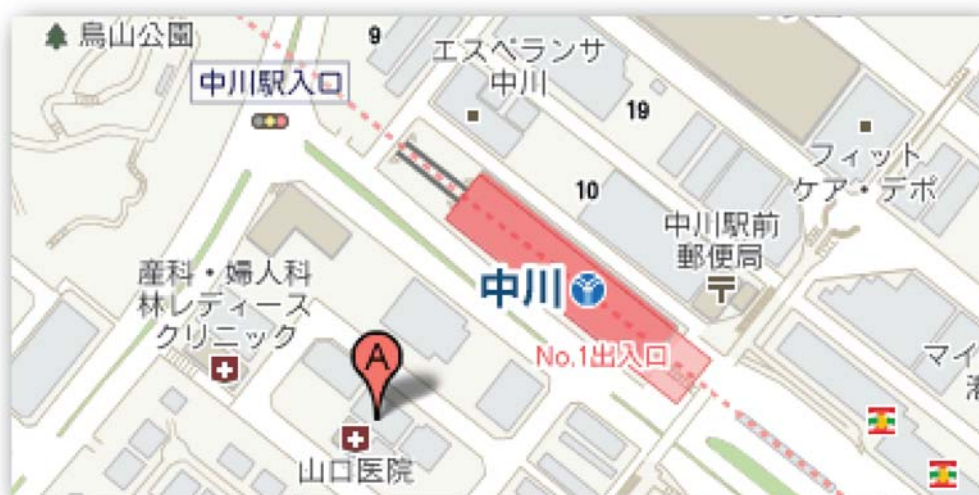 鳥山公園
9
エスペランサ
中川
中川駅入口
19
フィット
ケア・デポ
10
中川駅前
郵便局
産科・婦人科
林レディース
クリニック
中川
No.1出入口
A
マイ
山口医院